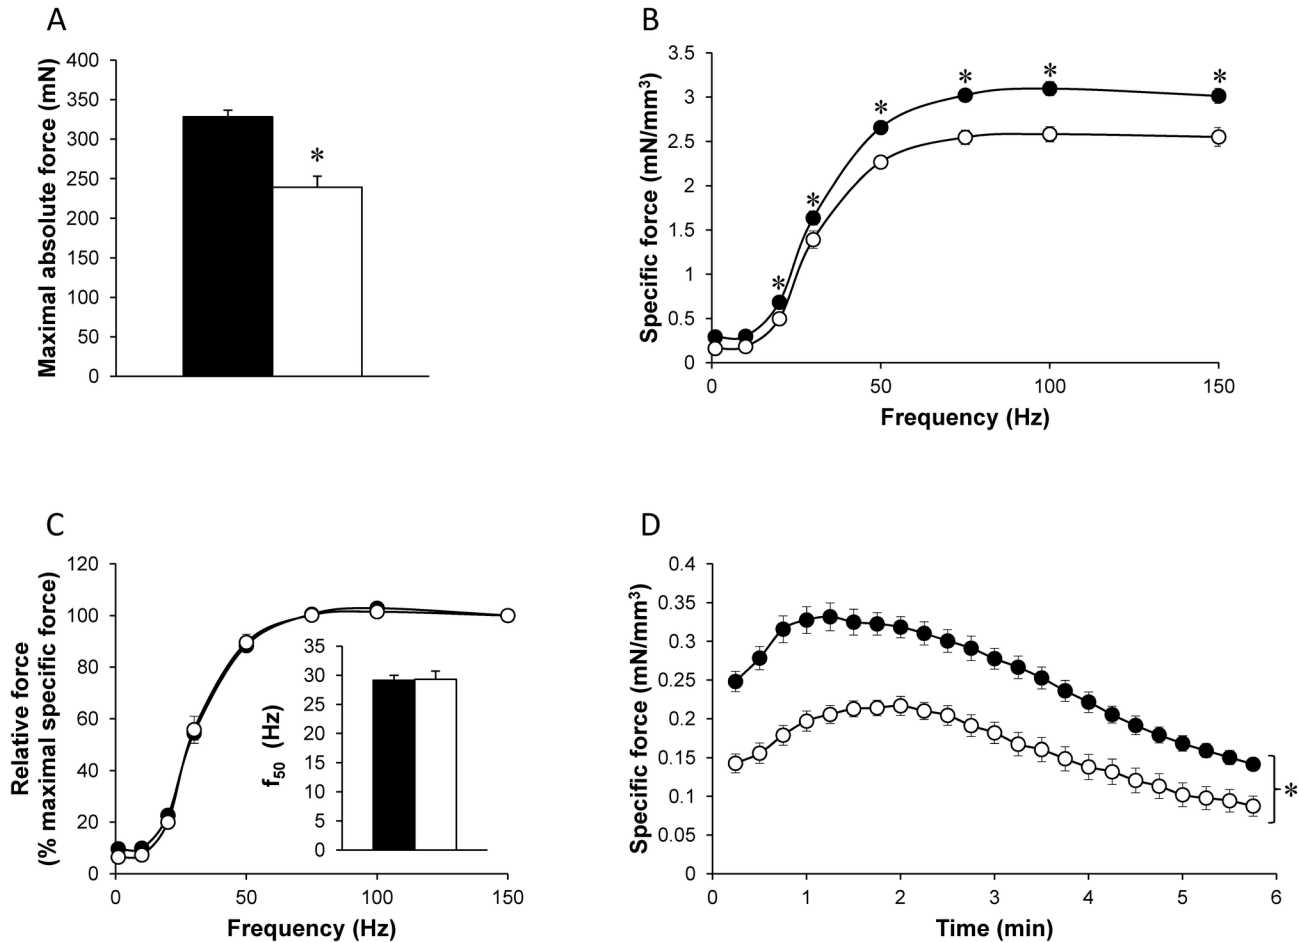 A
Maximal absolute force (mN)
400
350
300
250
200
150
100
50
0
*
B
Specific force (mN/mm³)
3.5
3
2.5
2
1.5
1
0.5
0
* * * * * *
0 50 100 150
Frequency (Hz)
C
Relative force
(% maximal specific force)
120
100
80
60
40
20
0
0 50 100 150
Frequency (Hz)
f₅₀ (Hz)
35
30
25
20
15
10
5
0
D
Specific force (mN/mm³)
0.4
0.35
0.3
0.25
0.2
0.15
0.1
0.05
0
*
0 1 2 3 4 5 6
Time (min)